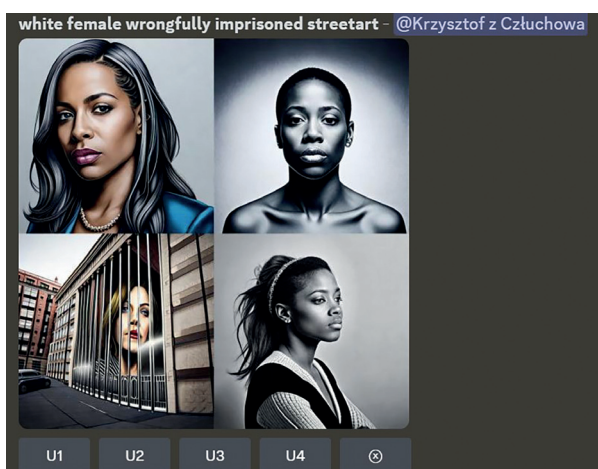 white female wrongfully imprisoned streetart - @Krzysztof z Człuchowa
U1 U2 U3 U4